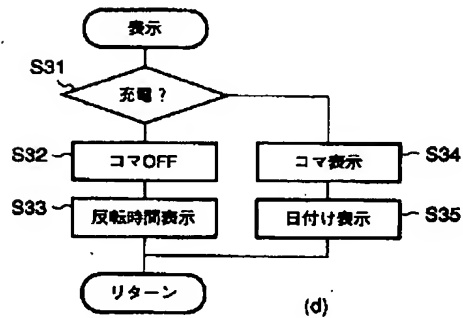 表示
S31
充電？
S32
コマOFF
コマ表示
S34
S33
反転時間表示
日付け表示
S35
リターン
(d)